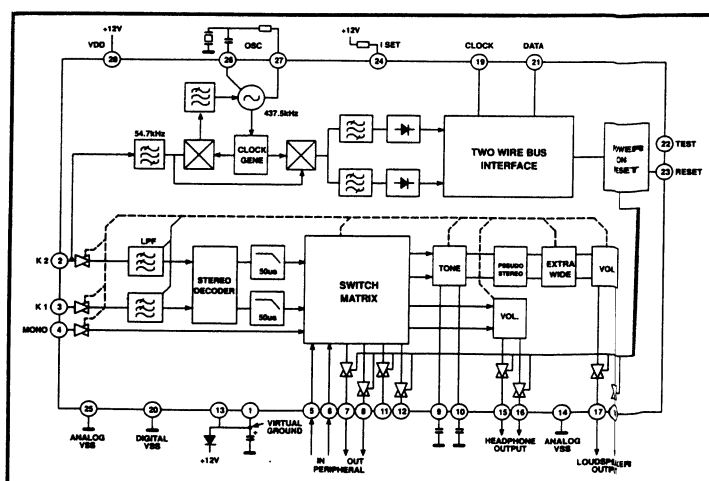 +12V
VDD
28
26
OSC
27
+12V
I SET
24
CLOCK
19
DATA
21
437.5kHz
54.7kHz
CLOCK
GENE
TWO WIRE BUS
INTERFACE
ON
22 TEST
23 RESET
K 2
2
LPF
STEREO
DECODER
50us
50us
SWITCH
MATRIX
TONE
PSEUDO
STEREO
EXTRA
WIDE
VOL
VOL.
K 1
3
MONO
4
25
ANALOG
VSS
20
DIGITAL
VSS
13
+12V
1
VIRTUAL
GROUND
+
5
6
7
8
11
12
IN OUT
PERIPHERAL
9
10
15
16
HEADPHONE
OUTPUT
14
ANALOG
VSS
17